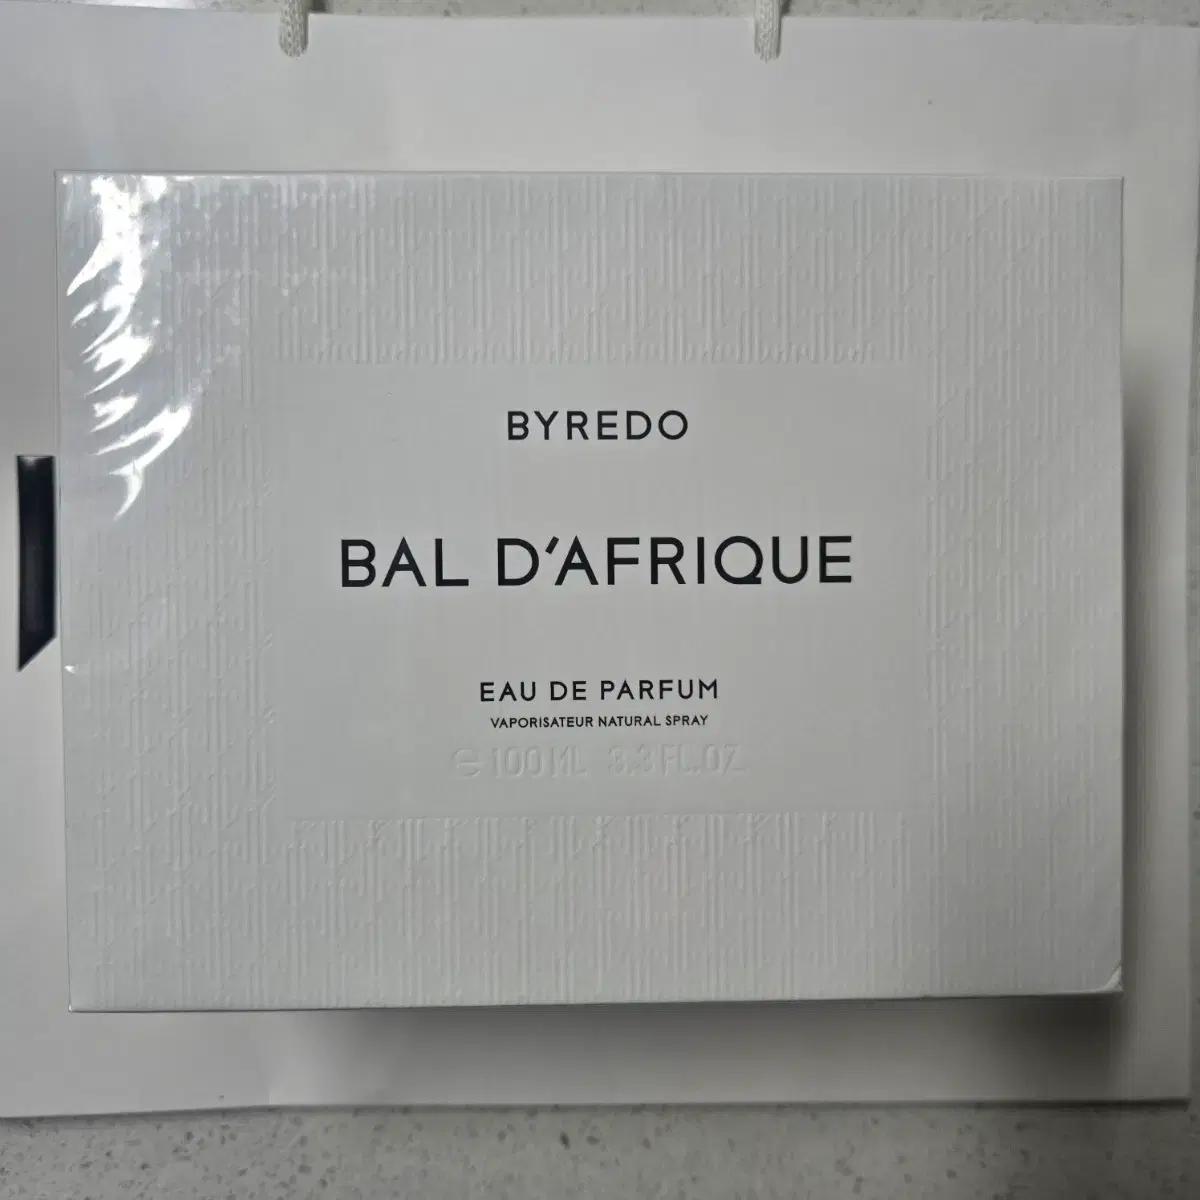 BYREDO
BAL D'AFRIQUE
EAU DE PARFUM
VAPORISATEUR NATURAL SPRAY
℮ 100 ML 3.3 FL.OZ.